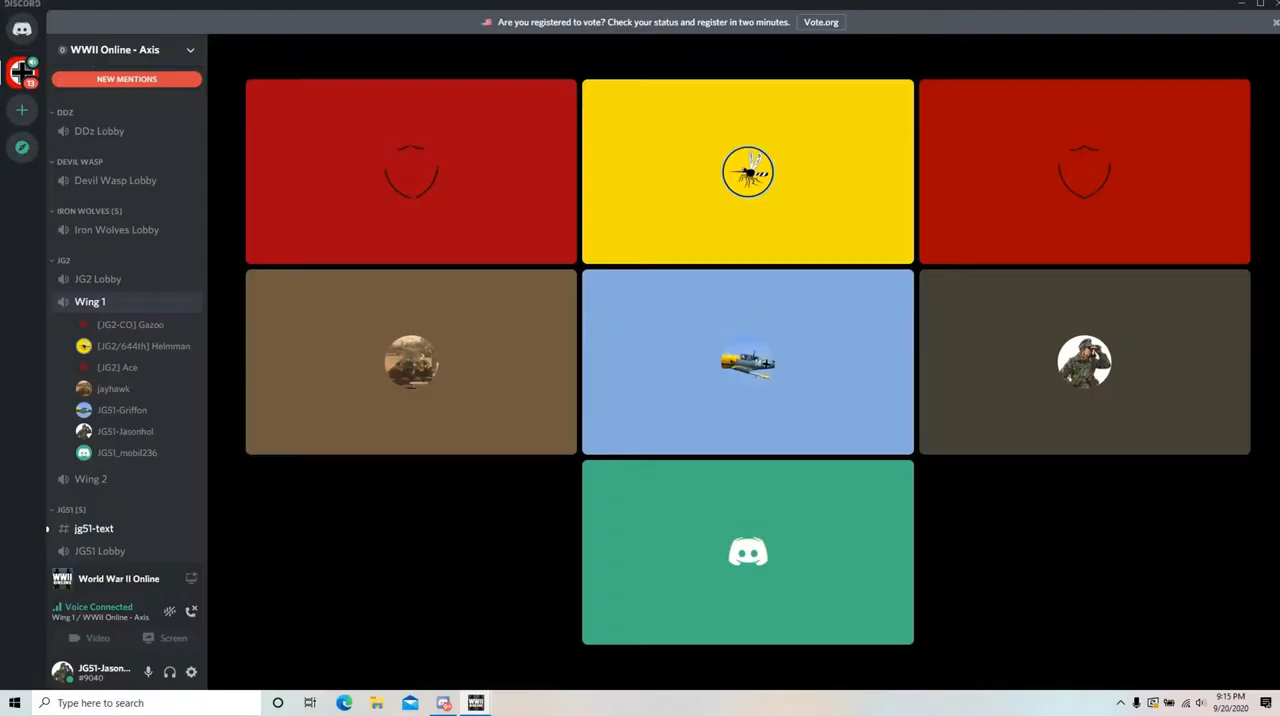 DISCORD
Are you registered to vote? Check your status and register in two minutes.
Vote.org
WWII Online - Axis
NEW MENTIONS
13
DDZ
DDz Lobby
DEVIL WASP
Devil Wasp Lobby
IRON WOLVES [S]
Iron Wolves Lobby
JG2
JG2 Lobby
Wing 1
[JG2-CO] Gazoo
[JG2/644th] Helmman
[JG2] Ace
jayhawk
JG51-Griffon
JG51-Jasonhol
JG51_mobil236
Wing 2
JG51 [S]
jg51-text
JG51 Lobby
WWII ONLINE
World War II Online
Voice Connected
Wing 1 / WWII Online - Axis
Video
Screen
JG51-Jason...
#9040
Type here to search
9:15 PM
9/20/2020